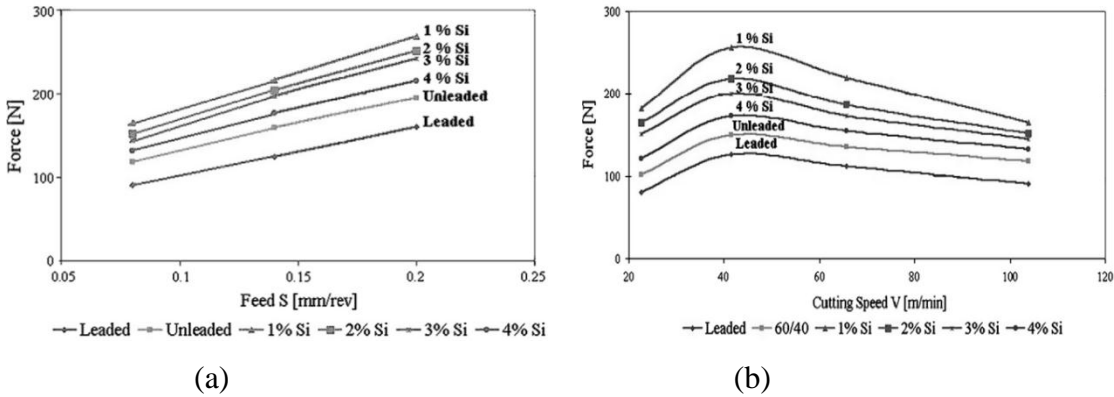 300
200
100
0
Force [N]
1 % Si
2 % Si
3 % Si
4 % Si
Unleaded
Leaded
0.05 0.1 0.15 0.2 0.25
Feed S [mm/rev]
Leaded Unleaded 1% Si 2% Si 3% Si 4% Si
(a)
300
200
100
0
Force [N]
1 % Si
2 % Si
3 % Si
4 % Si
Unleaded
Leaded
20 40 60 80 100 120
Cutting Speed V [m/min]
Leaded 60/40 1% Si 2% Si 3% Si 4% Si
(b)